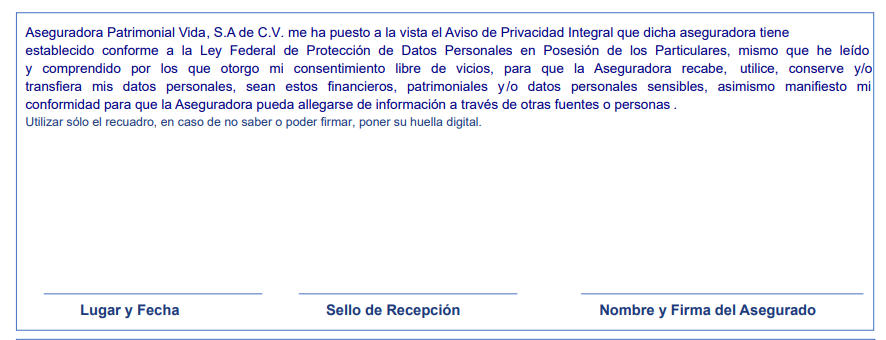 Aseguradora Patrimonial Vida, S.A de C.V. me ha puesto a la vista el Aviso de Privacidad Integral que dicha aseguradora tiene
establecido conforme a la Ley Federal de Protección de Datos Personales en Posesión de los Particulares, mismo que he leído
y comprendido por los que otorgo mi consentimiento libre de vicios, para que la Aseguradora recabe, utilice, conserve y/o
transfiera mis datos personales, sean estos financieros, patrimoniales y/o datos personales sensibles, asimismo manifiesto mi
conformidad para que la Aseguradora pueda allegarse de información a través de otras fuentes o personas .
Utilizar sólo el recuadro, en caso de no saber o poder firmar, poner su huella digital.
Lugar y Fecha
Sello de Recepción
Nombre y Firma del Asegurado